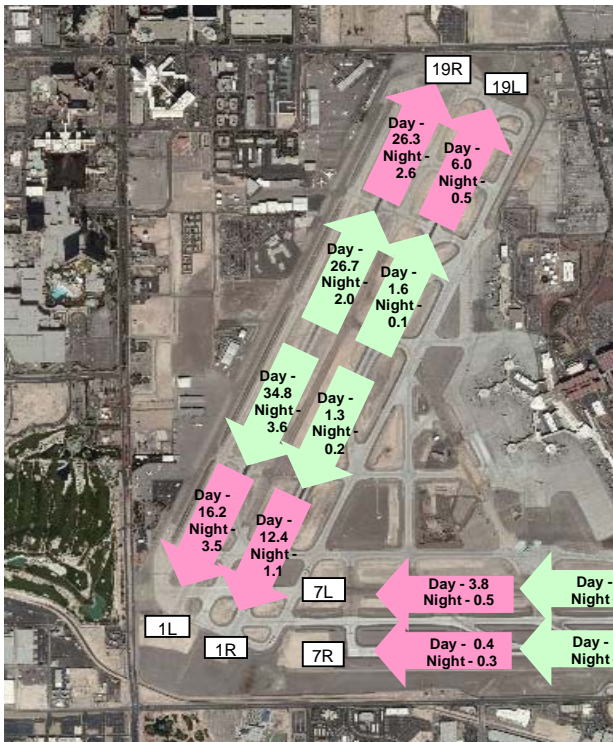 19R
19L
Day -
26.3
Night -
2.6
Day -
6.0
Night -
0.5
Day -
26.7
Night -
2.0
Day -
1.6
Night -
0.1
Day -
34.8
Night -
3.6
Day -
1.3
Night -
0.2
Day -
16.2
Night -
3.5
Day -
12.4
Night -
1.1
7L
Day - 3.8
Night - 0.5
Day -
Night
1L
1R
7R
Day - 0.4
Night - 0.3
Day -
Night